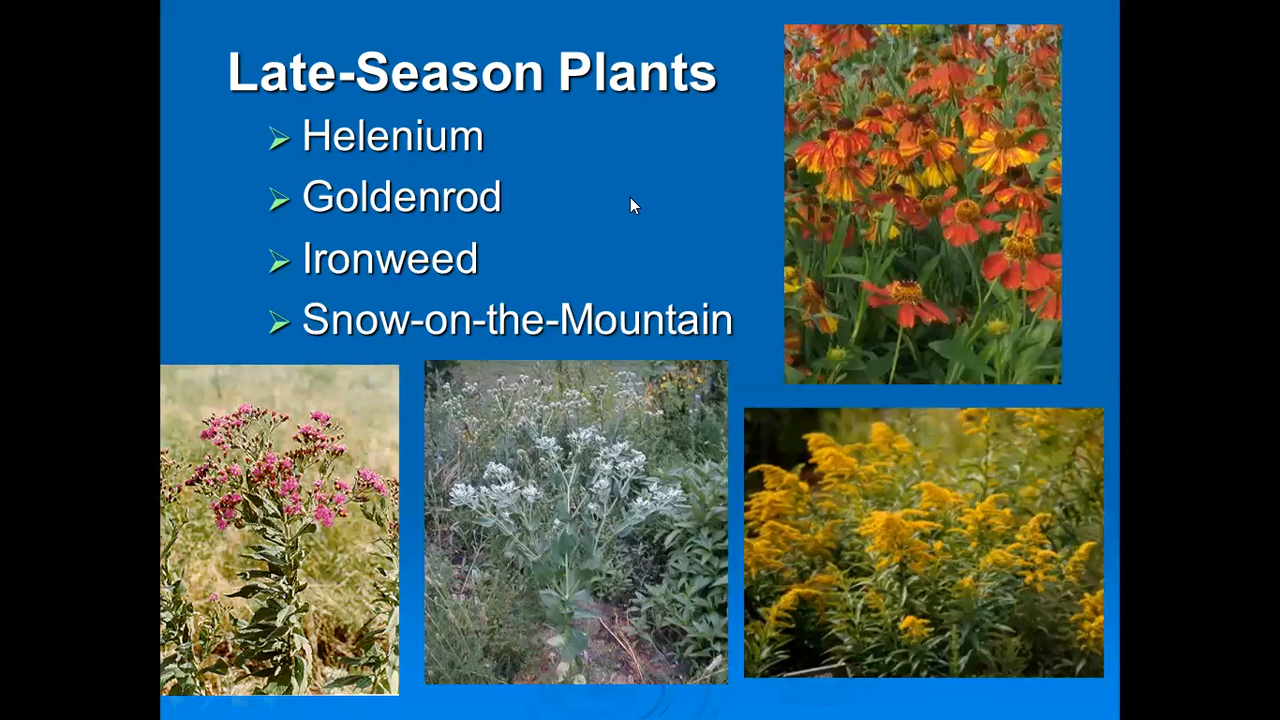 Late-Season Plants
Helenium
Goldenrod
Ironweed
Snow-on-the-Mountain